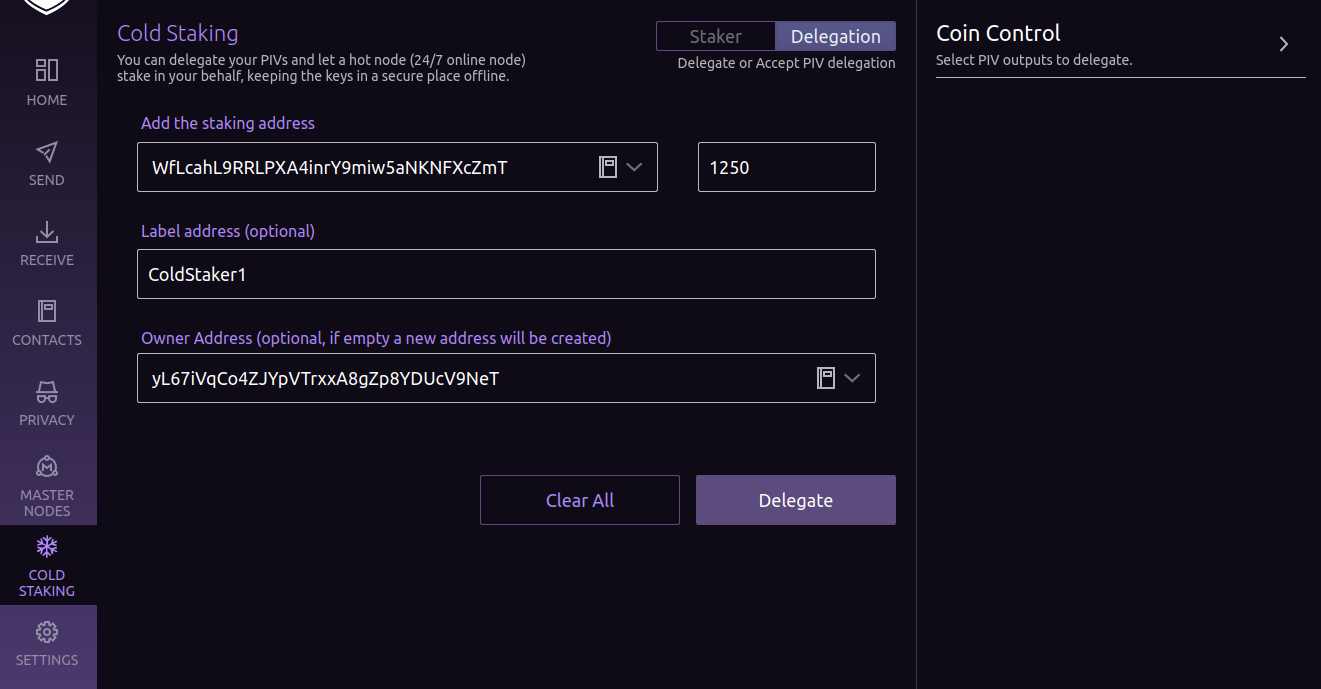 HOME
SEND
RECEIVE
CONTACTS
PRIVACY
MASTER
NODES
COLD
STAKING
SETTINGS
Cold Staking
You can delegate your PIVs and let a hot node (24/7 online node)
stake in your behalf, keeping the keys in a secure place offline.
Staker
Delegation
Delegate or Accept PIV delegation
Add the staking address
WfLcahL9RRLPXA4inrY9miw5aNKNFXcZmT
1250
Label address (optional)
ColdStaker1
Owner Address (optional, if empty a new address will be created)
yL67iVqCo4ZJYpVTrxxA8gZp8YDUcV9NeT
Clear All
Delegate
Coin Control
Select PIV outputs to delegate.